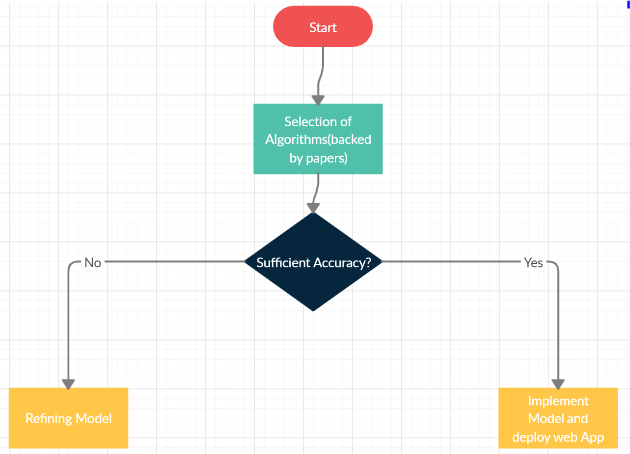 Start
Selection of
Algorithms(backed
by papers)
Sufficient Accuracy?
No
Yes
Refining Model
Implement
Model and
deploy web App